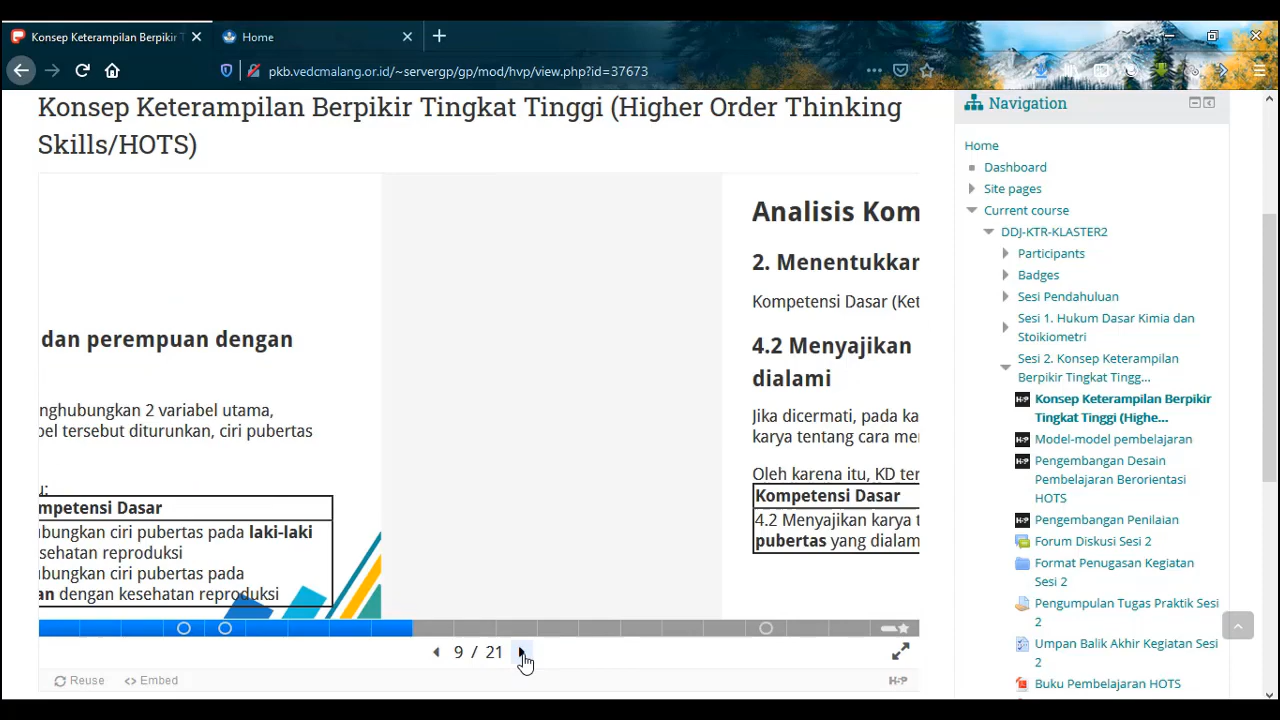 Konsep Keterampilan Berpikir T
Home
pkb.vedcmalang.or.id/~servergp/gp/mod/hvp/view.php?id=37673
Konsep Keterampilan Berpikir Tingkat Tinggi (Higher Order Thinking
Skills/HOTS)
dan perempuan dengan
nghubungkan 2 variabel utama,
bel tersebut diturunkan, ciri pubertas
u:
mpetensi Dasar
ubungkan ciri pubertas pada laki-laki
sehatan reproduksi
ubungkan ciri pubertas pada
an dengan kesehatan reproduksi
Analisis Kom
2. Menentukkan
Kompetensi Dasar (Ket
4.2 Menyajikan
dialami
Jika dicermati, pada ka
karya tentang cara me
Oleh karena itu, KD ter
Kompetensi Dasar
4.2 Menyajikan karya t
pubertas yang dialam
9 / 21
Reuse
<> Embed
H-P
Navigation
Home
Dashboard
Site pages
Current course
DDJ-KTR-KLASTER2
Participants
Badges
Sesi Pendahuluan
Sesi 1. Hukum Dasar Kimia dan
Stoikiometri
Sesi 2. Konsep Keterampilan
Berpikir Tingkat Tingg...
Konsep Keterampilan Berpikir
Tingkat Tinggi (Highe...
Model-model pembelajaran
Pengembangan Desain
Pembelajaran Berorientasi
HOTS
Pengembangan Penilaian
Forum Diskusi Sesi 2
Format Penugasan Kegiatan
Sesi 2
Pengumpulan Tugas Praktik Sesi
2
Umpan Balik Akhir Kegiatan Sesi
2
Buku Pembelajaran HOTS